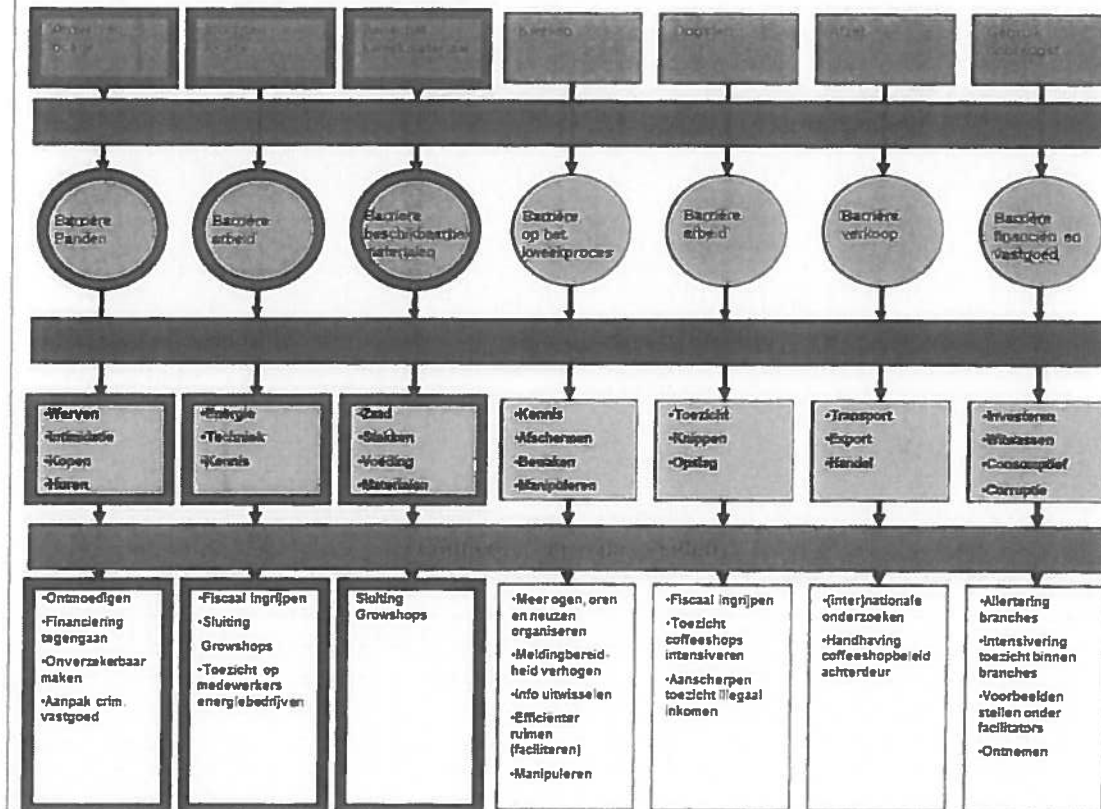 Kweken
Oogsten
Afzet
Barrière
Panden
Barrière
arbeid
Barrière
beschikbaarheid
materialen
Barrière
op het
kweekproces
Barrière
arbeid
Barrière
verkoop
Barrière
financiën en
vastgoed
•Werven
•Intimidatie
•Kopen
•Huren
•Energie
•Techniek
•Kennis
•Zaad
•Stekken
•Voeding
•Materialen
•Kennis
•Afschermen
•Bewaken
•Manipuleren
•Toezicht
•Knippen
•Opslag
•Transport
•Export
•Handel
•Investeren
•Witwassen
•Consumptief
•Corruptie
•Ontmoedigen
•Financiering
tegengaan
•Onverzekerbaar
maken
•Aanpak crim.
vastgoed
•Fiscaal ingrijpen
•Sluiting
Growshops
•Toezicht op
medewerkers
energiebedrijven
Sluiting
Growshops
•Meer ogen, oren
en neuzen
organiseren
•Meldingbereid-
heid verhogen
•Info uitwisselen
•Efficiënter
ruimen
(faciliteren)
•Manipuleren
•Fiscaal ingrijpen
•Toezicht
coffeeshops
intensiveren
•Aanscherpen
toezicht illegaal
inkomen
•(inter)nationale
onderzoeken
•Handhaving
coffeeshopbeleid
achterdeur
•Allertering
branches
•Intensivering
toezicht binnen
branches
•Voorbeelden
stellen onder
facilitators
•Ontnemen